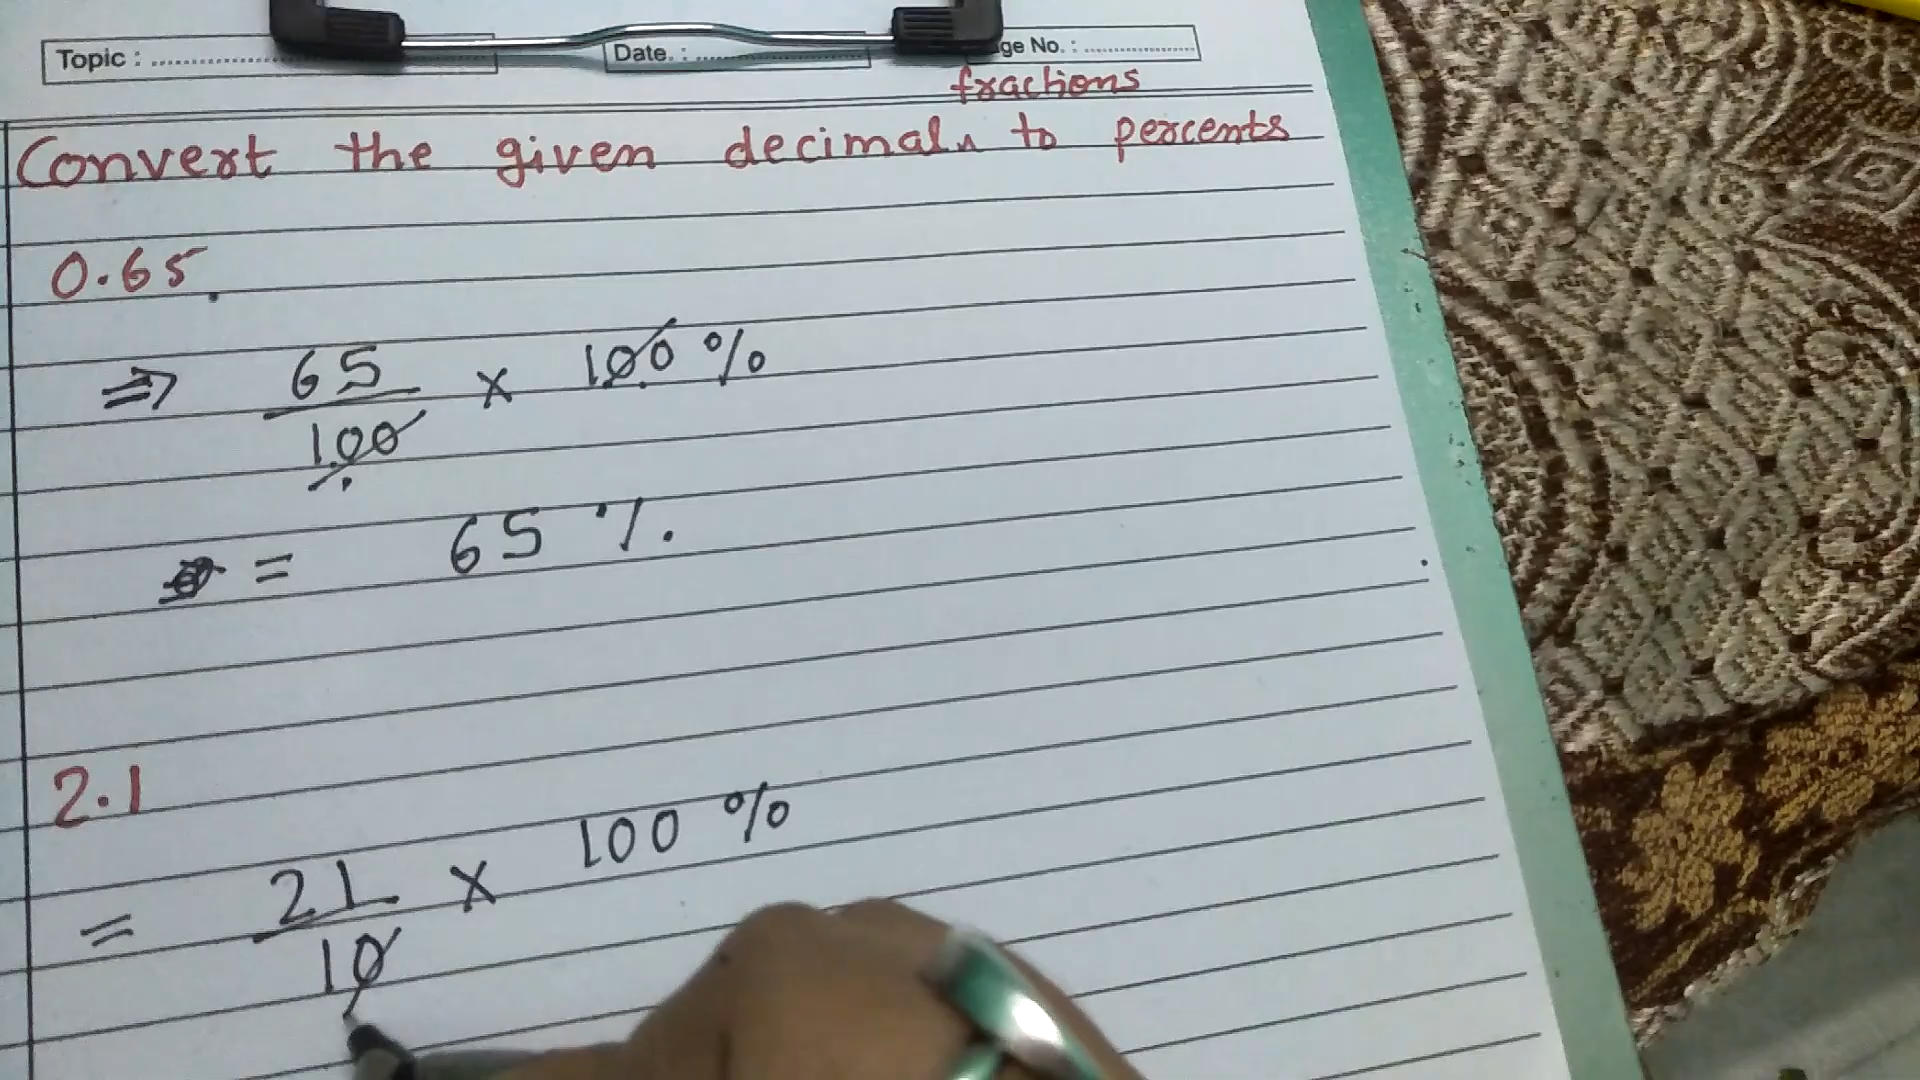 Topic : Date. : ge No. :
fractions
Convert the given decimal to percents
0.65
⇒ 65/100 × 100 %
= 65 %
2.1
= 21/10 × 100 %